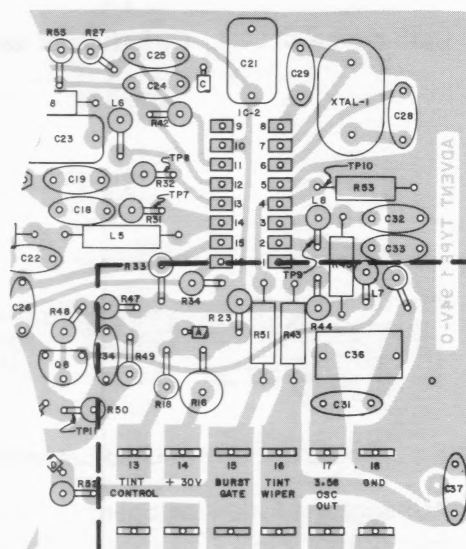 R55
R27
C25
C24
C21
C29
XTAL-1
C28
C
8
L6
R42
IC-2
C23
9 8
10 7
11 6
12 5
13 4
14 3
15 2
1
TP8
TP10
C19
R32
TP7
R53
C18
R31
L8
C32
L5
C33
C22
R33
TP9
L7
R34
C26
R47
R48
R23
R44
A
R51
R43
C34
R49
C36
Q8
R18
R16
C31
R50
TP11
13 14 15 16 17 18
R52
TINT
CONTROL
+ 30V
BURST
GATE
TINT
WIPER
3.58
OSC
OUT
GND
C37
ADVENT TYPE 1 94V-0